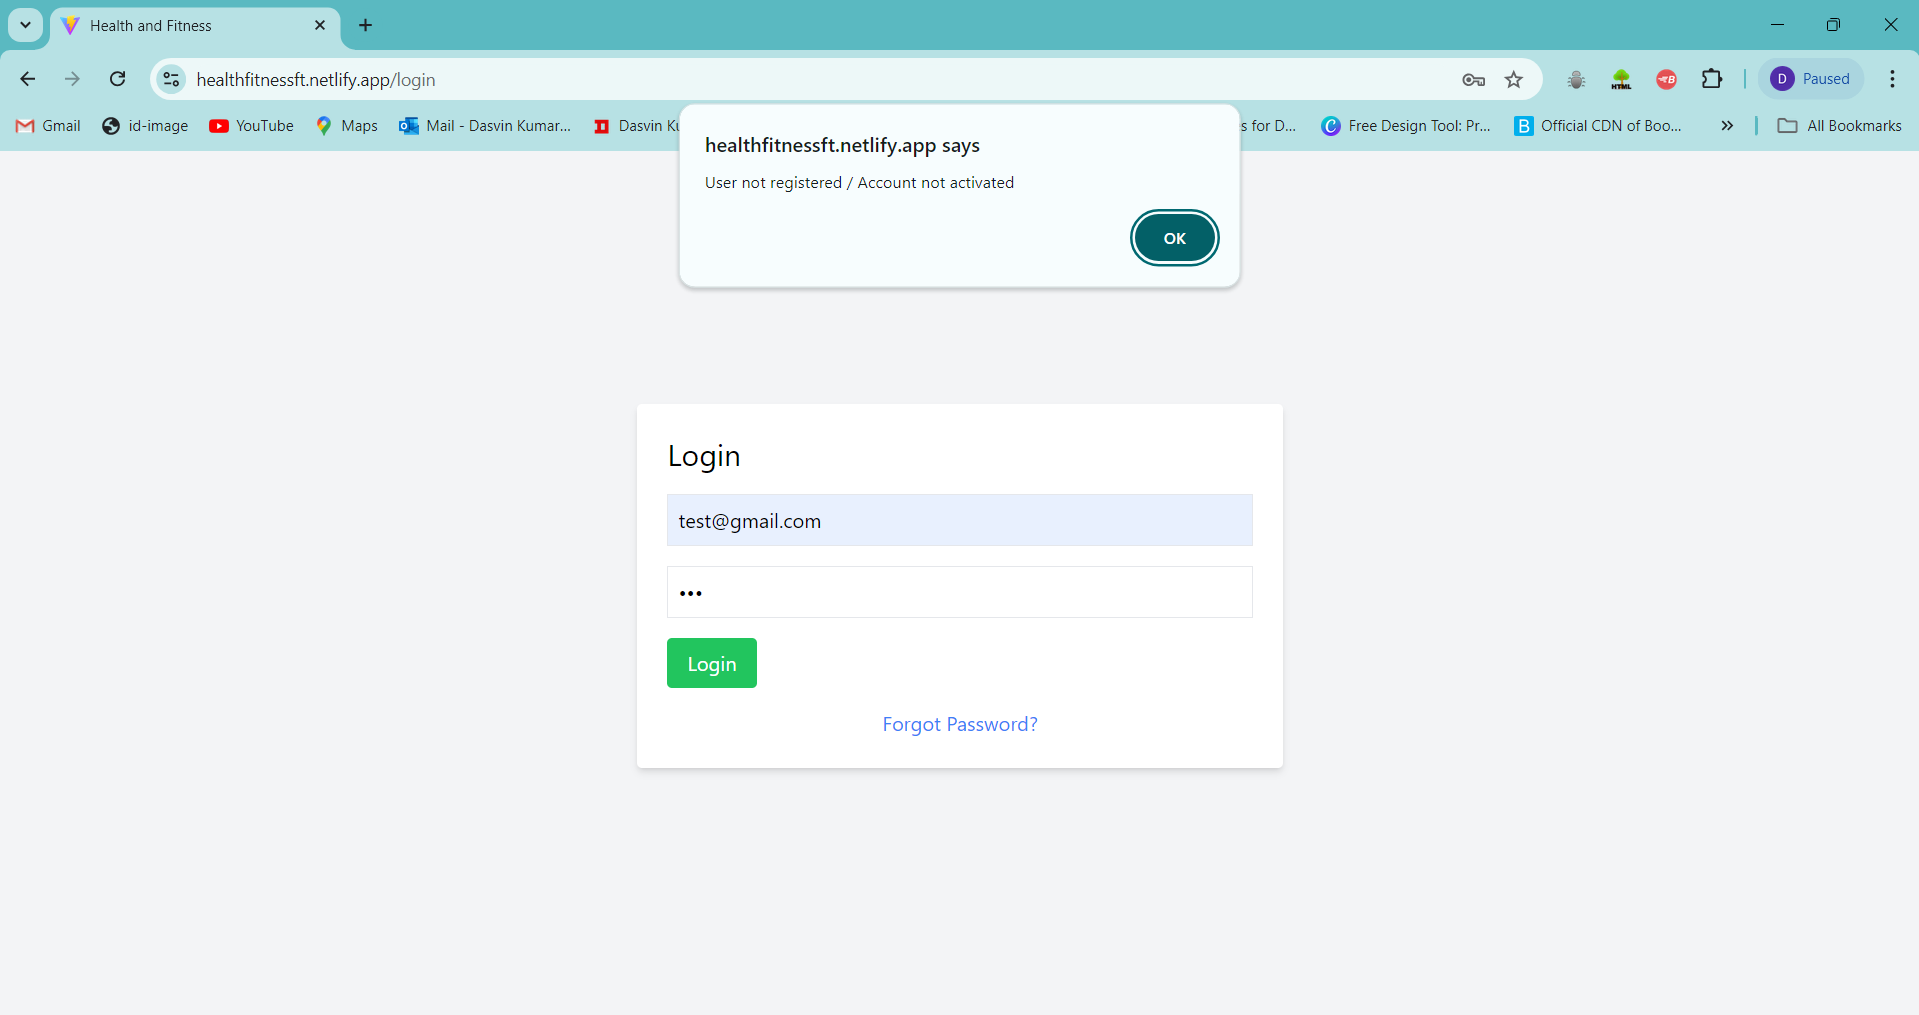 Health and Fitness
healthfitnessft.netlify.app/login
D Paused
Gmail
id-image
YouTube
Maps
Mail - Dasvin Kumar...
Dasvin Ku
s for D...
Free Design Tool: Pr...
Official CDN of Boo...
All Bookmarks
healthfitnessft.netlify.app says
User not registered / Account not activated
OK
Login
test@gmail.com
Login
Forgot Password?